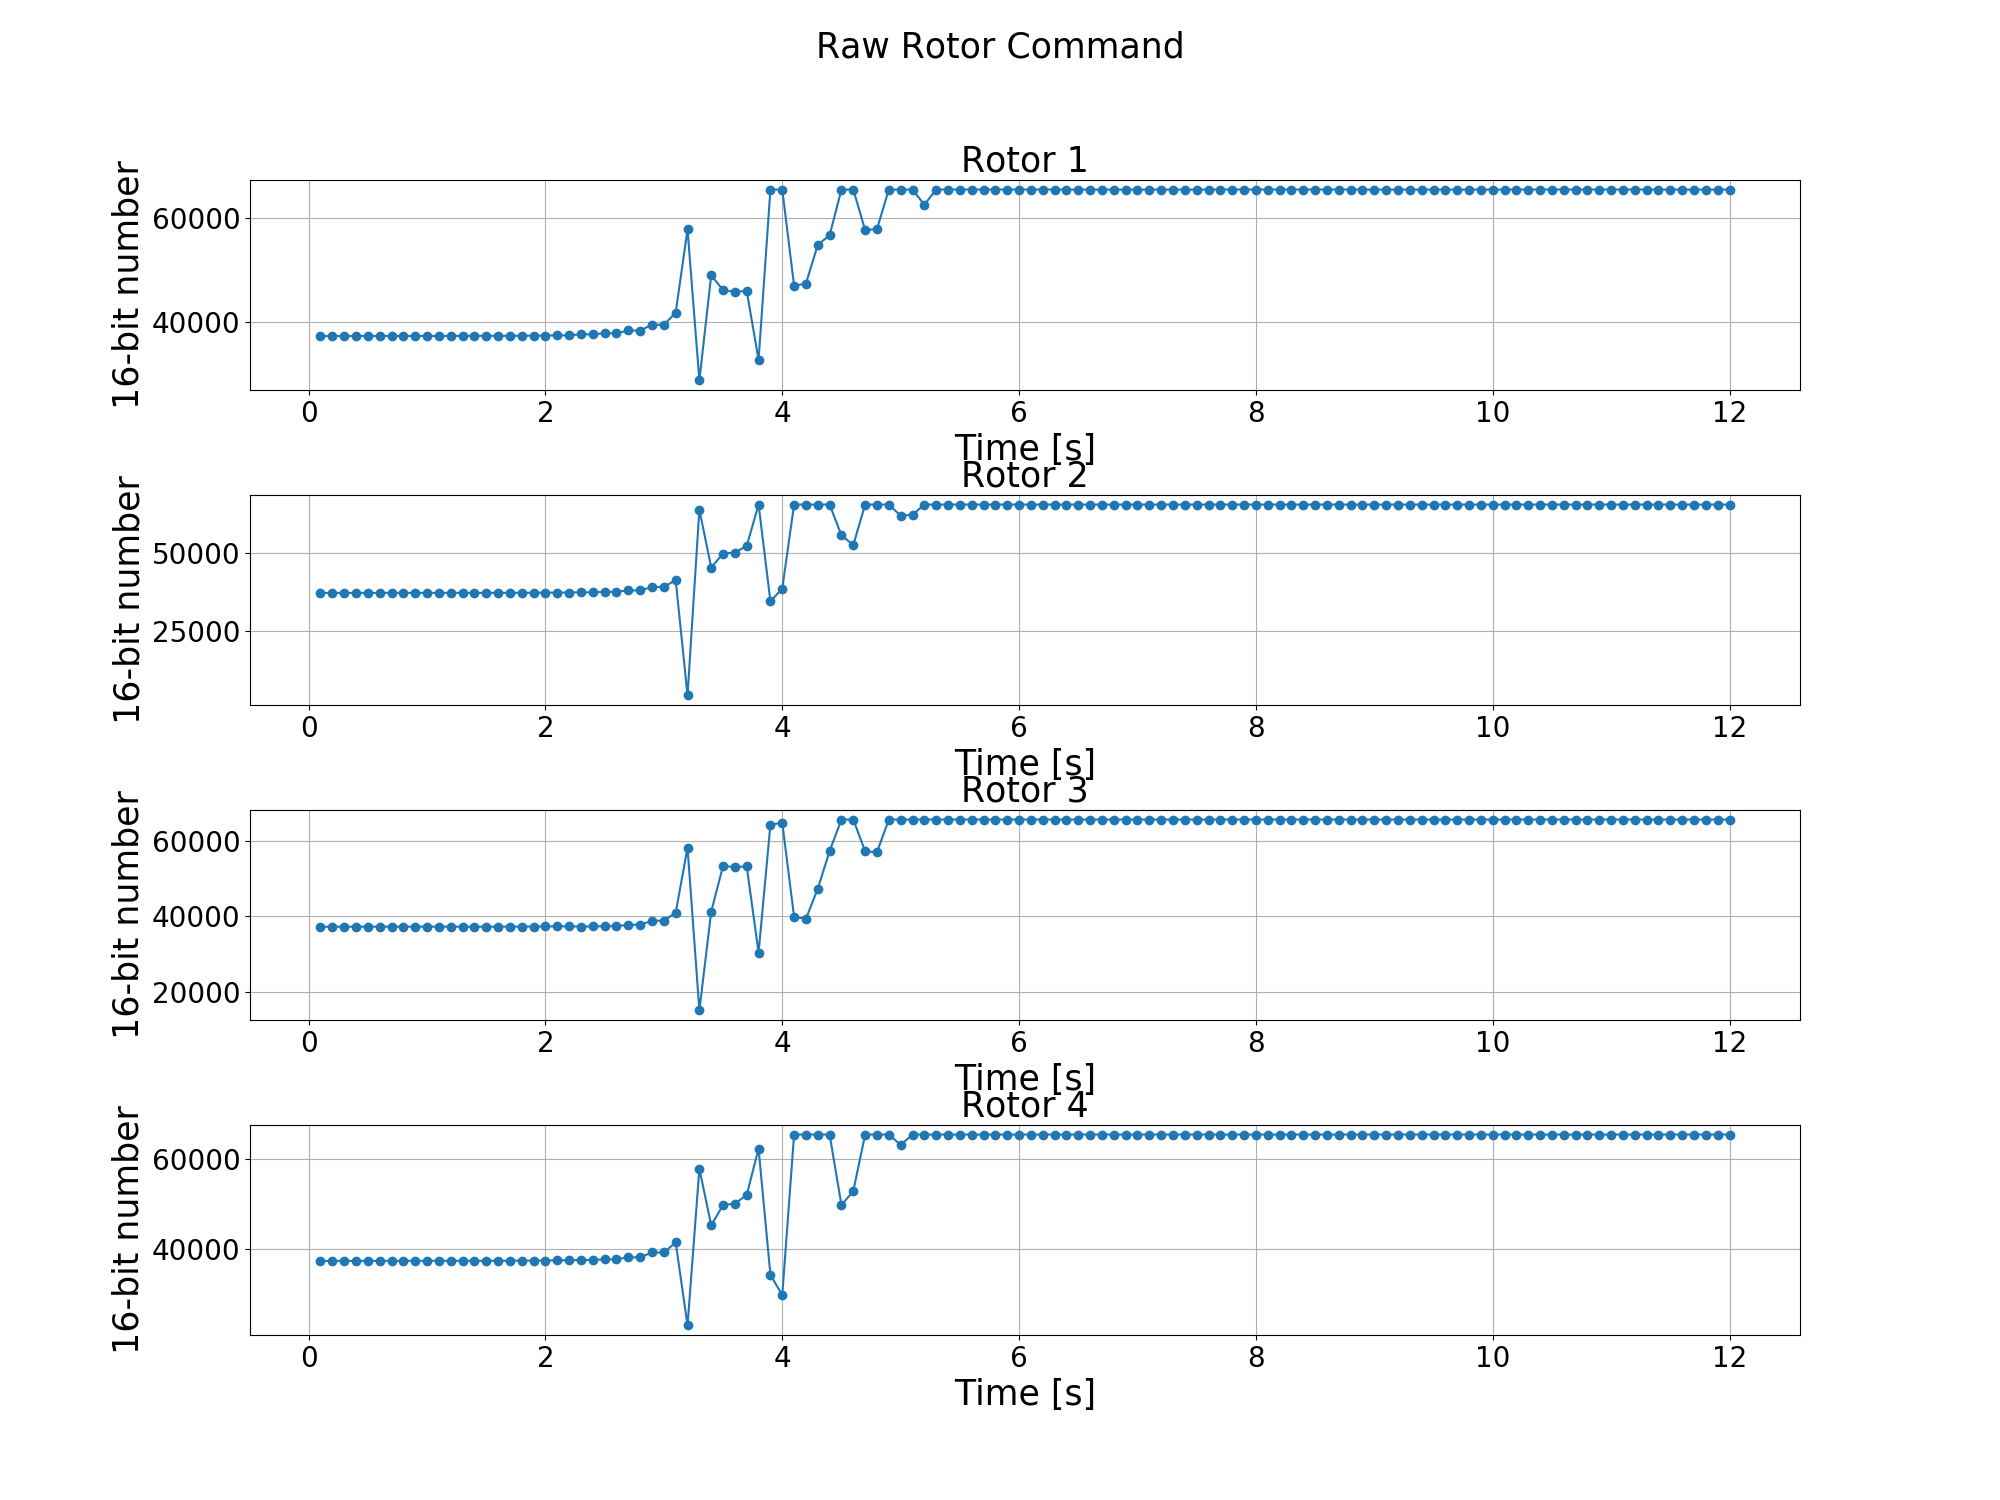 Raw Rotor Command
Rotor 1
16-bit number
60000
40000
0 2 4 6 8 10 12
Time [s]
Rotor 2
16-bit number
50000
25000
0 2 4 6 8 10 12
Time [s]
Rotor 3
16-bit number
60000
40000
20000
0 2 4 6 8 10 12
Time [s]
Rotor 4
16-bit number
60000
40000
0 2 4 6 8 10 12
Time [s]